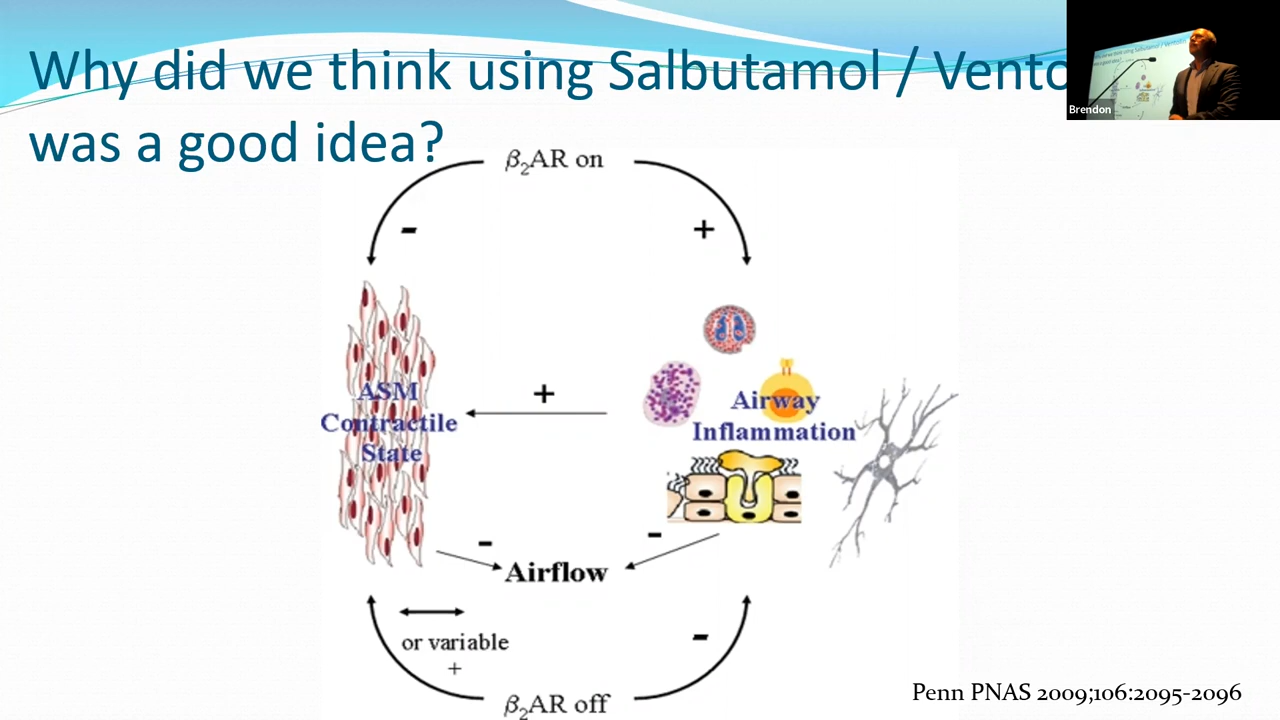 Why did we think using Salbutamol / Vento
was a good idea?
Brendon
β₂AR on
-
+
ASM
Contractile
State
+
Airway
Inflammation
-
-
Airflow
or variable
+
-
β₂AR off
Penn PNAS 2009;106:2095-2096